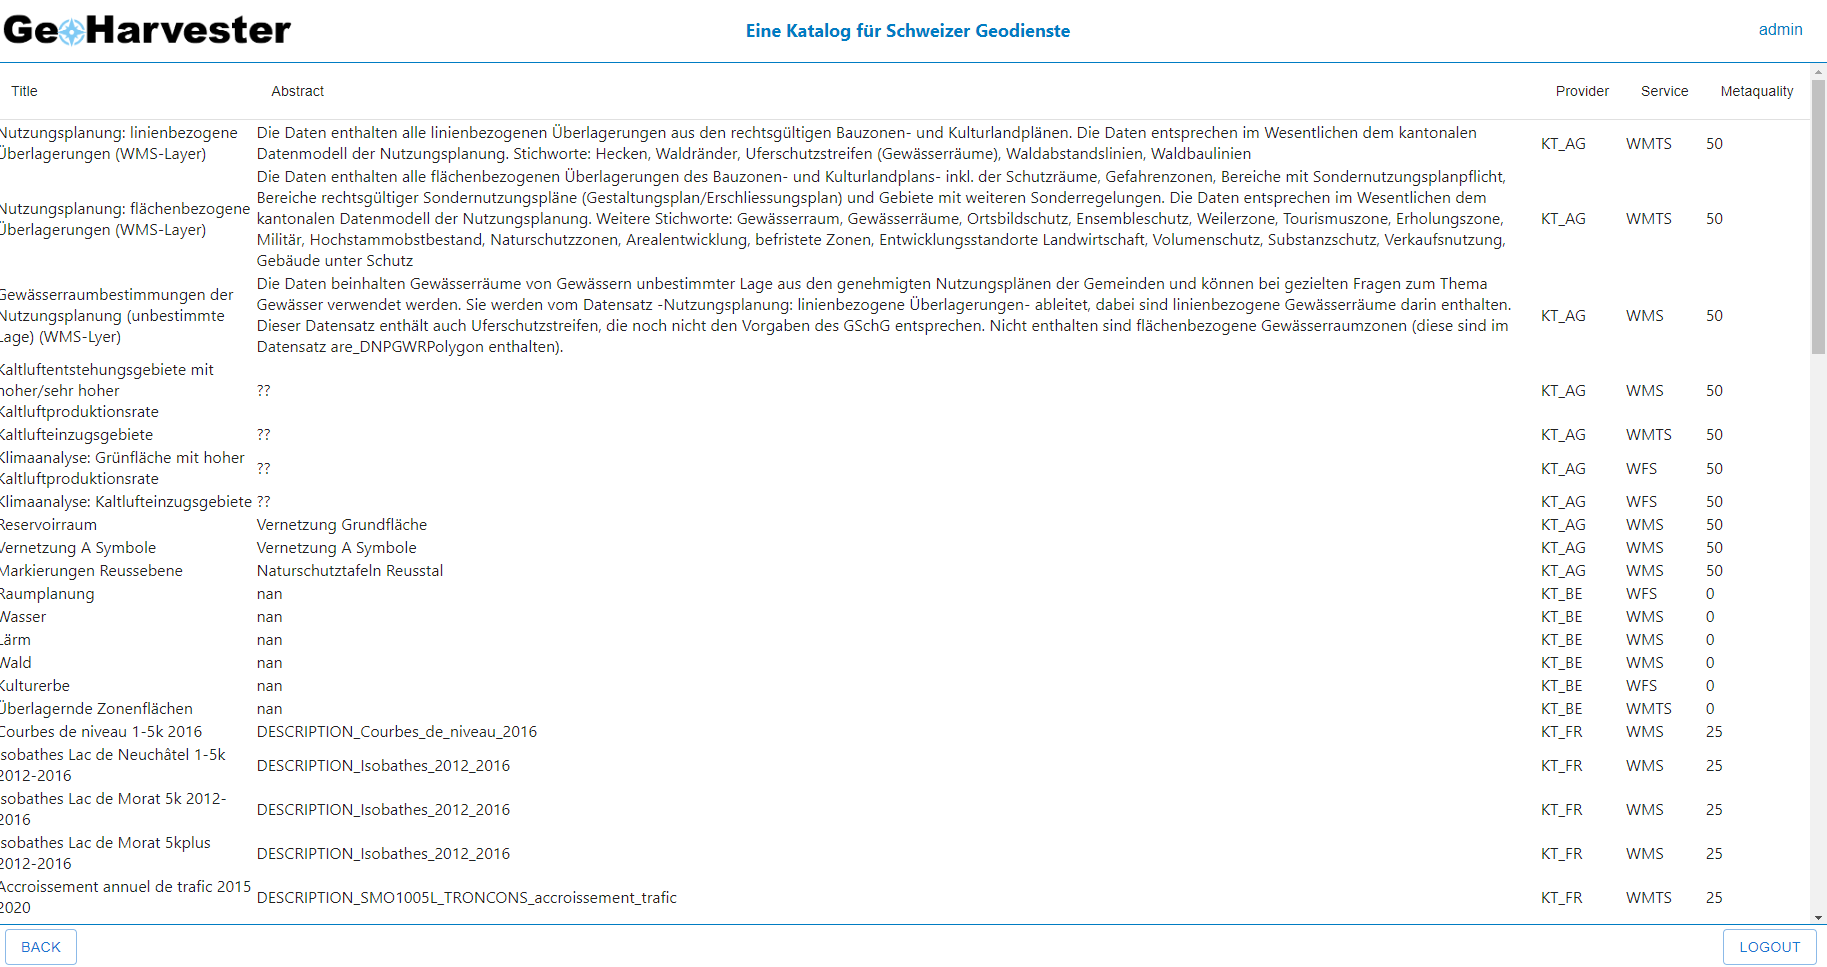 GeoHarvester
Eine Katalog für Schweizer Geodienste
admin
Title Abstract Provider Service Metaquality
Nutzungsplanung: linienbezogene
Überlagerungen (WMS-Layer)
Die Daten enthalten alle linienbezogenen Überlagerungen aus den rechtsgültigen Bauzonen- und Kulturlandplänen. Die Daten entsprechen im Wesentlichen dem kantonalen
Datenmodell der Nutzungsplanung. Stichworte: Hecken, Waldränder, Uferschutzstreifen (Gewässerräume), Waldabstandslinien, Waldbaulinien
KT_AG WMTS 50
Nutzungsplanung: flächenbezogene
Überlagerungen (WMS-Layer)
Die Daten enthalten alle flächenbezogenen Überlagerungen des Bauzonen- und Kulturlandplans- inkl. der Schutzräume, Gefahrenzonen, Bereiche mit Sondernutzungsplanpflicht,
Bereiche rechtsgültiger Sondernutzungspläne (Gestaltungsplan/Erschliessungsplan) und Gebiete mit weiteren Sonderregelungen. Die Daten entsprechen im Wesentlichen dem
kantonalen Datenmodell der Nutzungsplanung. Weitere Stichworte: Gewässerraum, Gewässerräume, Ortsbildschutz, Ensembleschutz, Weilerzone, Tourismuszone, Erholungszone,
Militär, Hochstammobstbestand, Naturschutzzonen, Arealentwicklung, befristete Zonen, Entwicklungsstandorte Landwirtschaft, Volumenschutz, Substanzschutz, Verkaufsnutzung,
Gebäude unter Schutz
KT_AG WMTS 50
Gewässerraumbestimmungen der
Nutzungsplanung (unbestimmte
Lage) (WMS-Lyer)
Die Daten beinhalten Gewässerräume von Gewässern unbestimmter Lage aus den genehmigten Nutzungsplänen der Gemeinden und können bei gezielten Fragen zum Thema
Gewässer verwendet werden. Sie werden vom Datensatz -Nutzungsplanung: linienbezogene Überlagerungen- ableitet, dabei sind linienbezogene Gewässerräume darin enthalten.
Dieser Datensatz enthält auch Uferschutzstreifen, die noch nicht den Vorgaben des GSchG entsprechen. Nicht enthalten sind flächenbezogene Gewässerraumzonen (diese sind im
Datensatz are_DNPGWRPolygon enthalten).
KT_AG WMS 50
Kaltluftentstehungsgebiete mit
hoher/sehr hoher
Kaltluftproduktionsrate
?? KT_AG WMS 50
Kaltlufteinzugsgebiete ?? KT_AG WMTS 50
Klimaanalyse: Grünfläche mit hoher
Kaltluftproduktionsrate
?? KT_AG WFS 50
Klimaanalyse: Kaltlufteinzugsgebiete ?? KT_AG WFS 50
Reservoirraum Vernetzung Grundfläche KT_AG WMS 50
Vernetzung A Symbole Vernetzung A Symbole KT_AG WMS 50
Markierungen Reussebene Naturschutztafeln Reusstal KT_AG WMS 50
Raumplanung nan KT_BE WFS 0
Wasser nan KT_BE WMS 0
Lärm nan KT_BE WMS 0
Wald nan KT_BE WMS 0
Kulturerbe nan KT_BE WFS 0
Überlagernde Zonenflächen nan KT_BE WMTS 0
Courbes de niveau 1-5k 2016 DESCRIPTION_Courbes_de_niveau_2016 KT_FR WMS 25
Isobathes Lac de Neuchâtel 1-5k
2012-2016
DESCRIPTION_Isobathes_2012_2016 KT_FR WMS 25
Isobathes Lac de Morat 5k 2012-
2016
DESCRIPTION_Isobathes_2012_2016 KT_FR WMS 25
Isobathes Lac de Morat 5kplus
2012-2016
DESCRIPTION_Isobathes_2012_2016 KT_FR WMS 25
Accroissement annuel de trafic 2015
2020
DESCRIPTION_SMO1005L_TRONCONS_accroissement_trafic KT_FR WMTS 25
BACK
LOGOUT